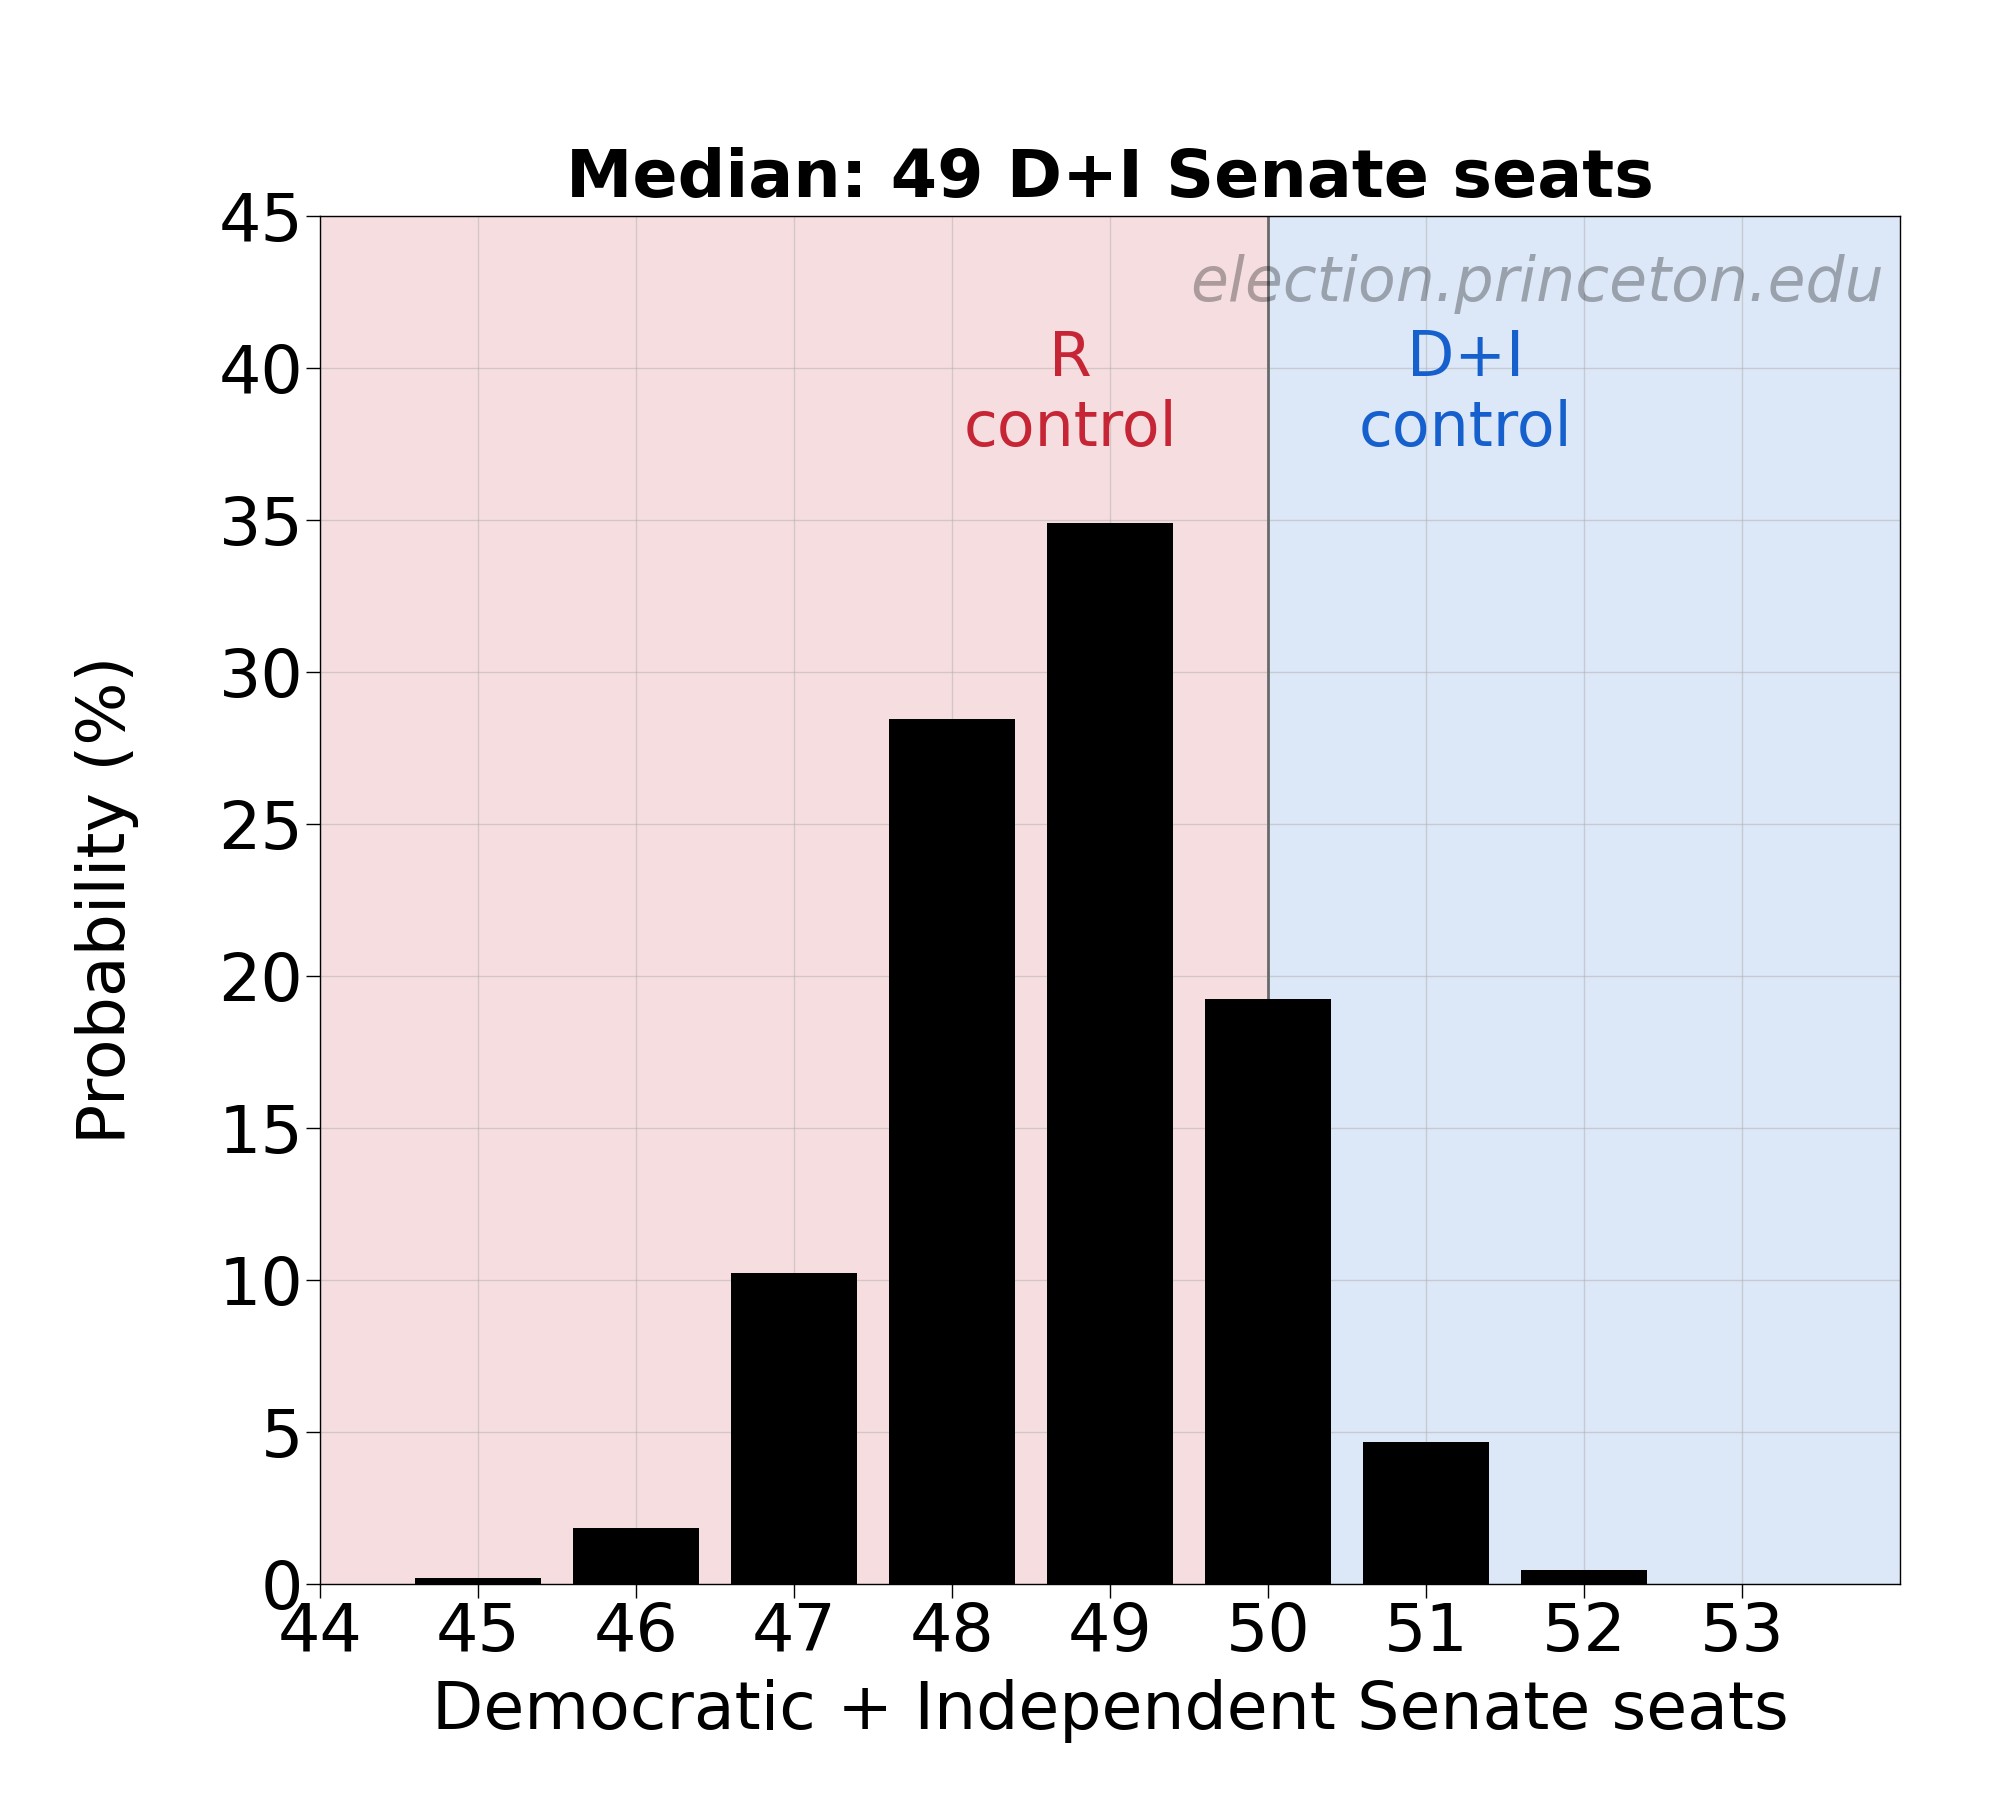 Median: 49 D+I Senate seats
election.princeton.edu
R
control
D+I
control
45
40
35
30
25
20
15
10
5
0
Probability (%)
44 45 46 47 48 49 50 51 52 53
Democratic + Independent Senate seats